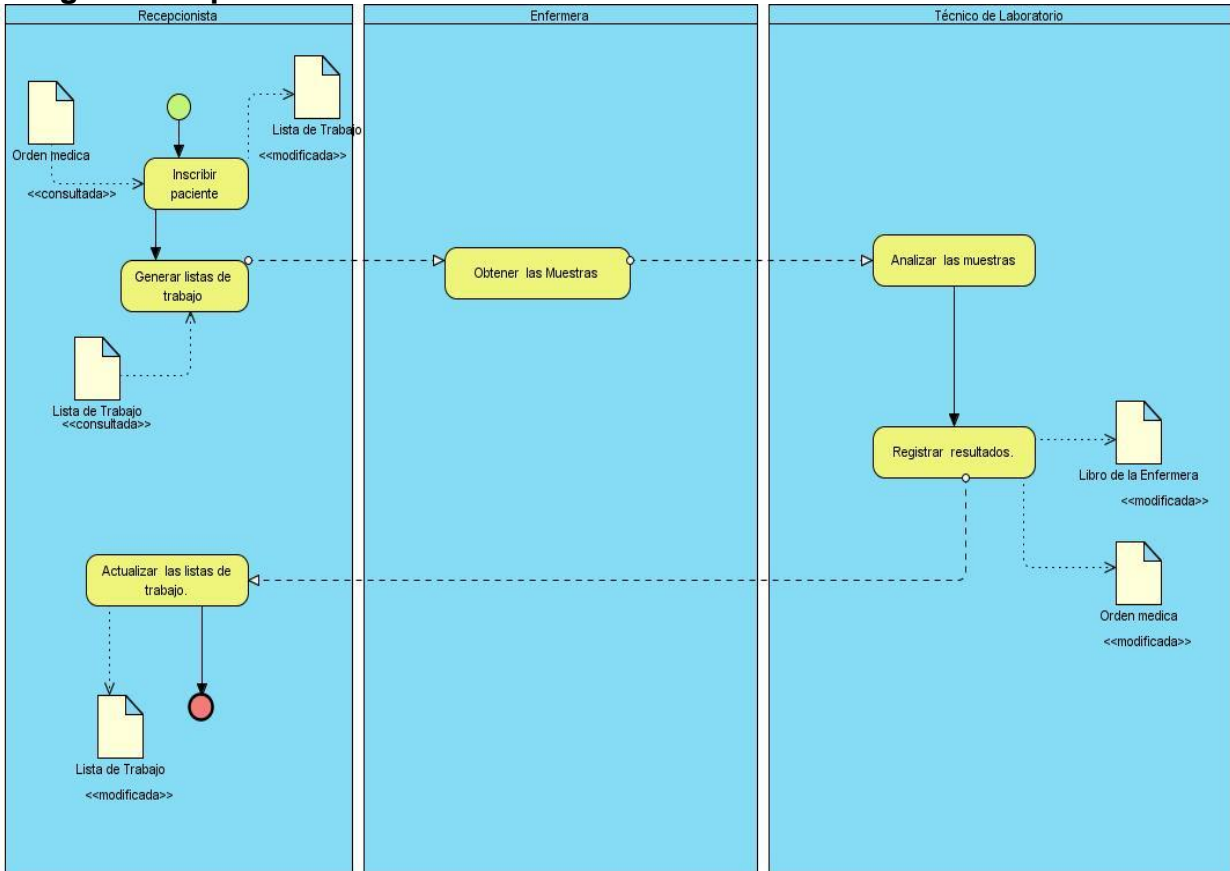 Recepcionista
Enfermera
Técnico de Laboratorio
Orden medica
<<consultada>>
Lista de Trabajo
<<modificada>>
Inscribir
paciente
Generar listas de
trabajo
Obtener las Muestras
Analizar las muestras
Lista de Trabajo
<<consultada>>
Registrar resultados.
Libro de la Enfermera
<<modificada>>
Actualizar las listas de
trabajo.
Orden medica
<<modificada>>
Lista de Trabajo
<<modificada>>